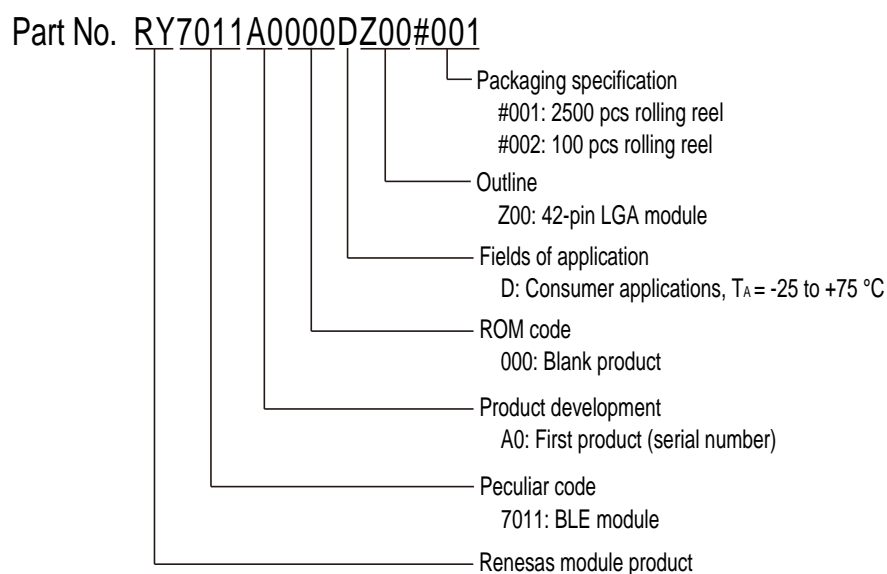 Part No. RY7011A0000DZ00#001
Packaging specification
#001: 2500 pcs rolling reel
#002: 100 pcs rolling reel
Outline
Z00: 42-pin LGA module
Fields of application
D: Consumer applications, TA = -25 to +75 °C
ROM code
000: Blank product
Product development
A0: First product (serial number)
Peculiar code
7011: BLE module
Renesas module product